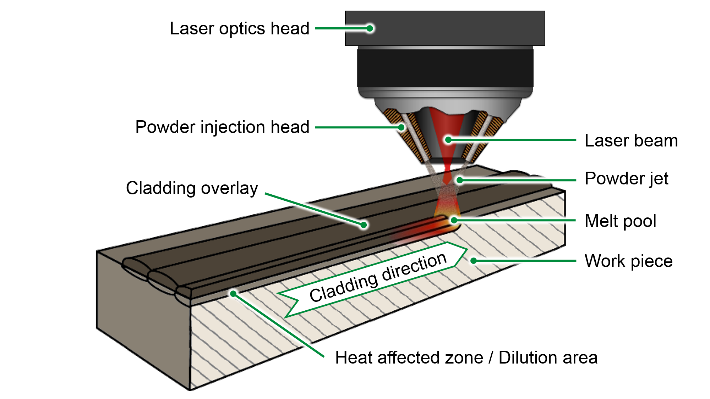 Laser optics head
Powder injection head
Laser beam
Powder jet
Cladding overlay
Melt pool
Work piece
Cladding direction
Heat affected zone / Dilution area